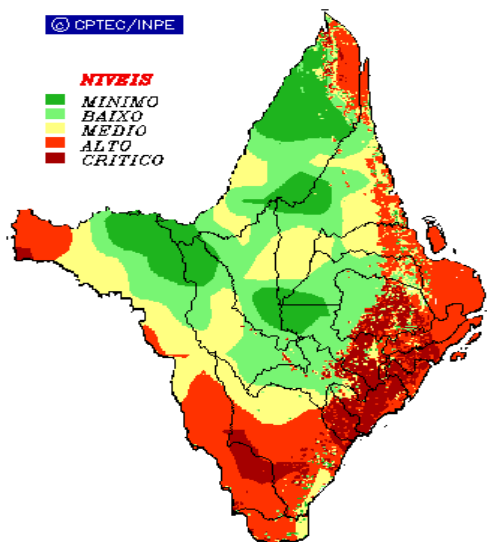 © CPTEC/INPE
NIVEIS
MINIMO
BAIXO
MEDIO
ALTO
CRITICO